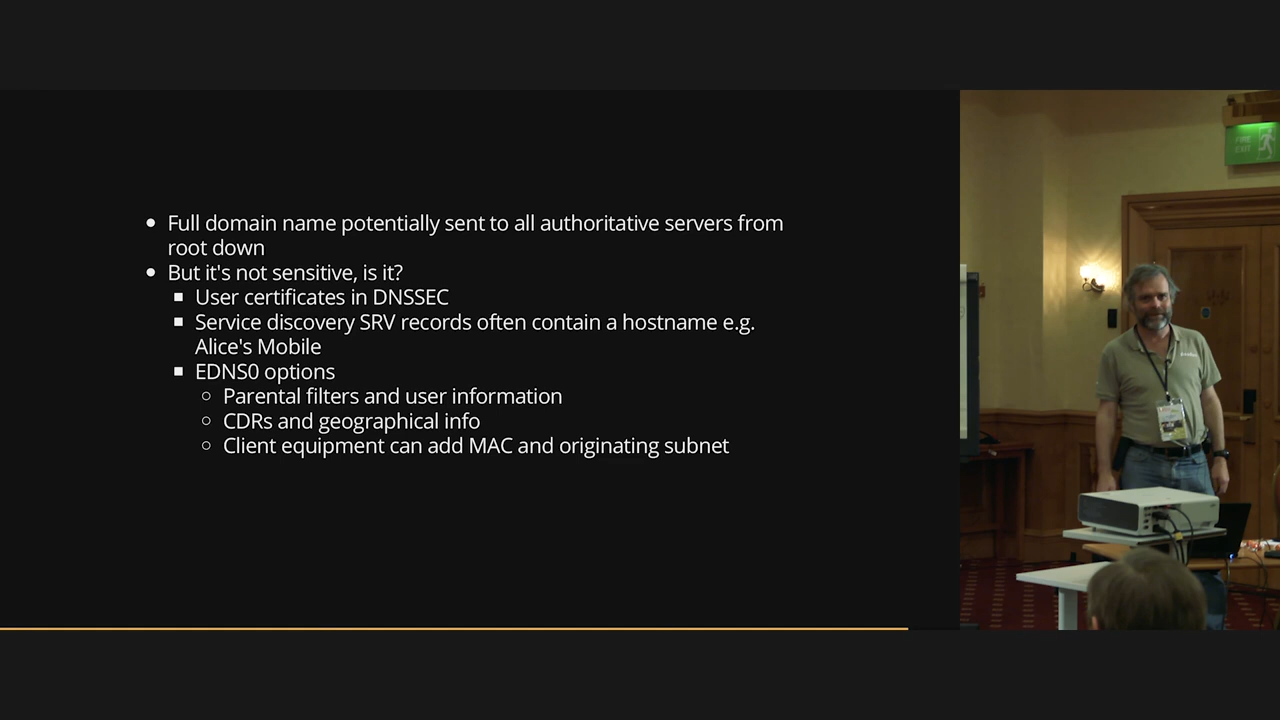 Full domain name potentially sent to all authoritative servers from
root down
But it's not sensitive, is it?
User certificates in DNSSEC
Service discovery SRV records often contain a hostname e.g.
Alice's Mobile
EDNS0 options
Parental filters and user information
CDRs and geographical info
Client equipment can add MAC and originating subnet
FIRE
EXIT